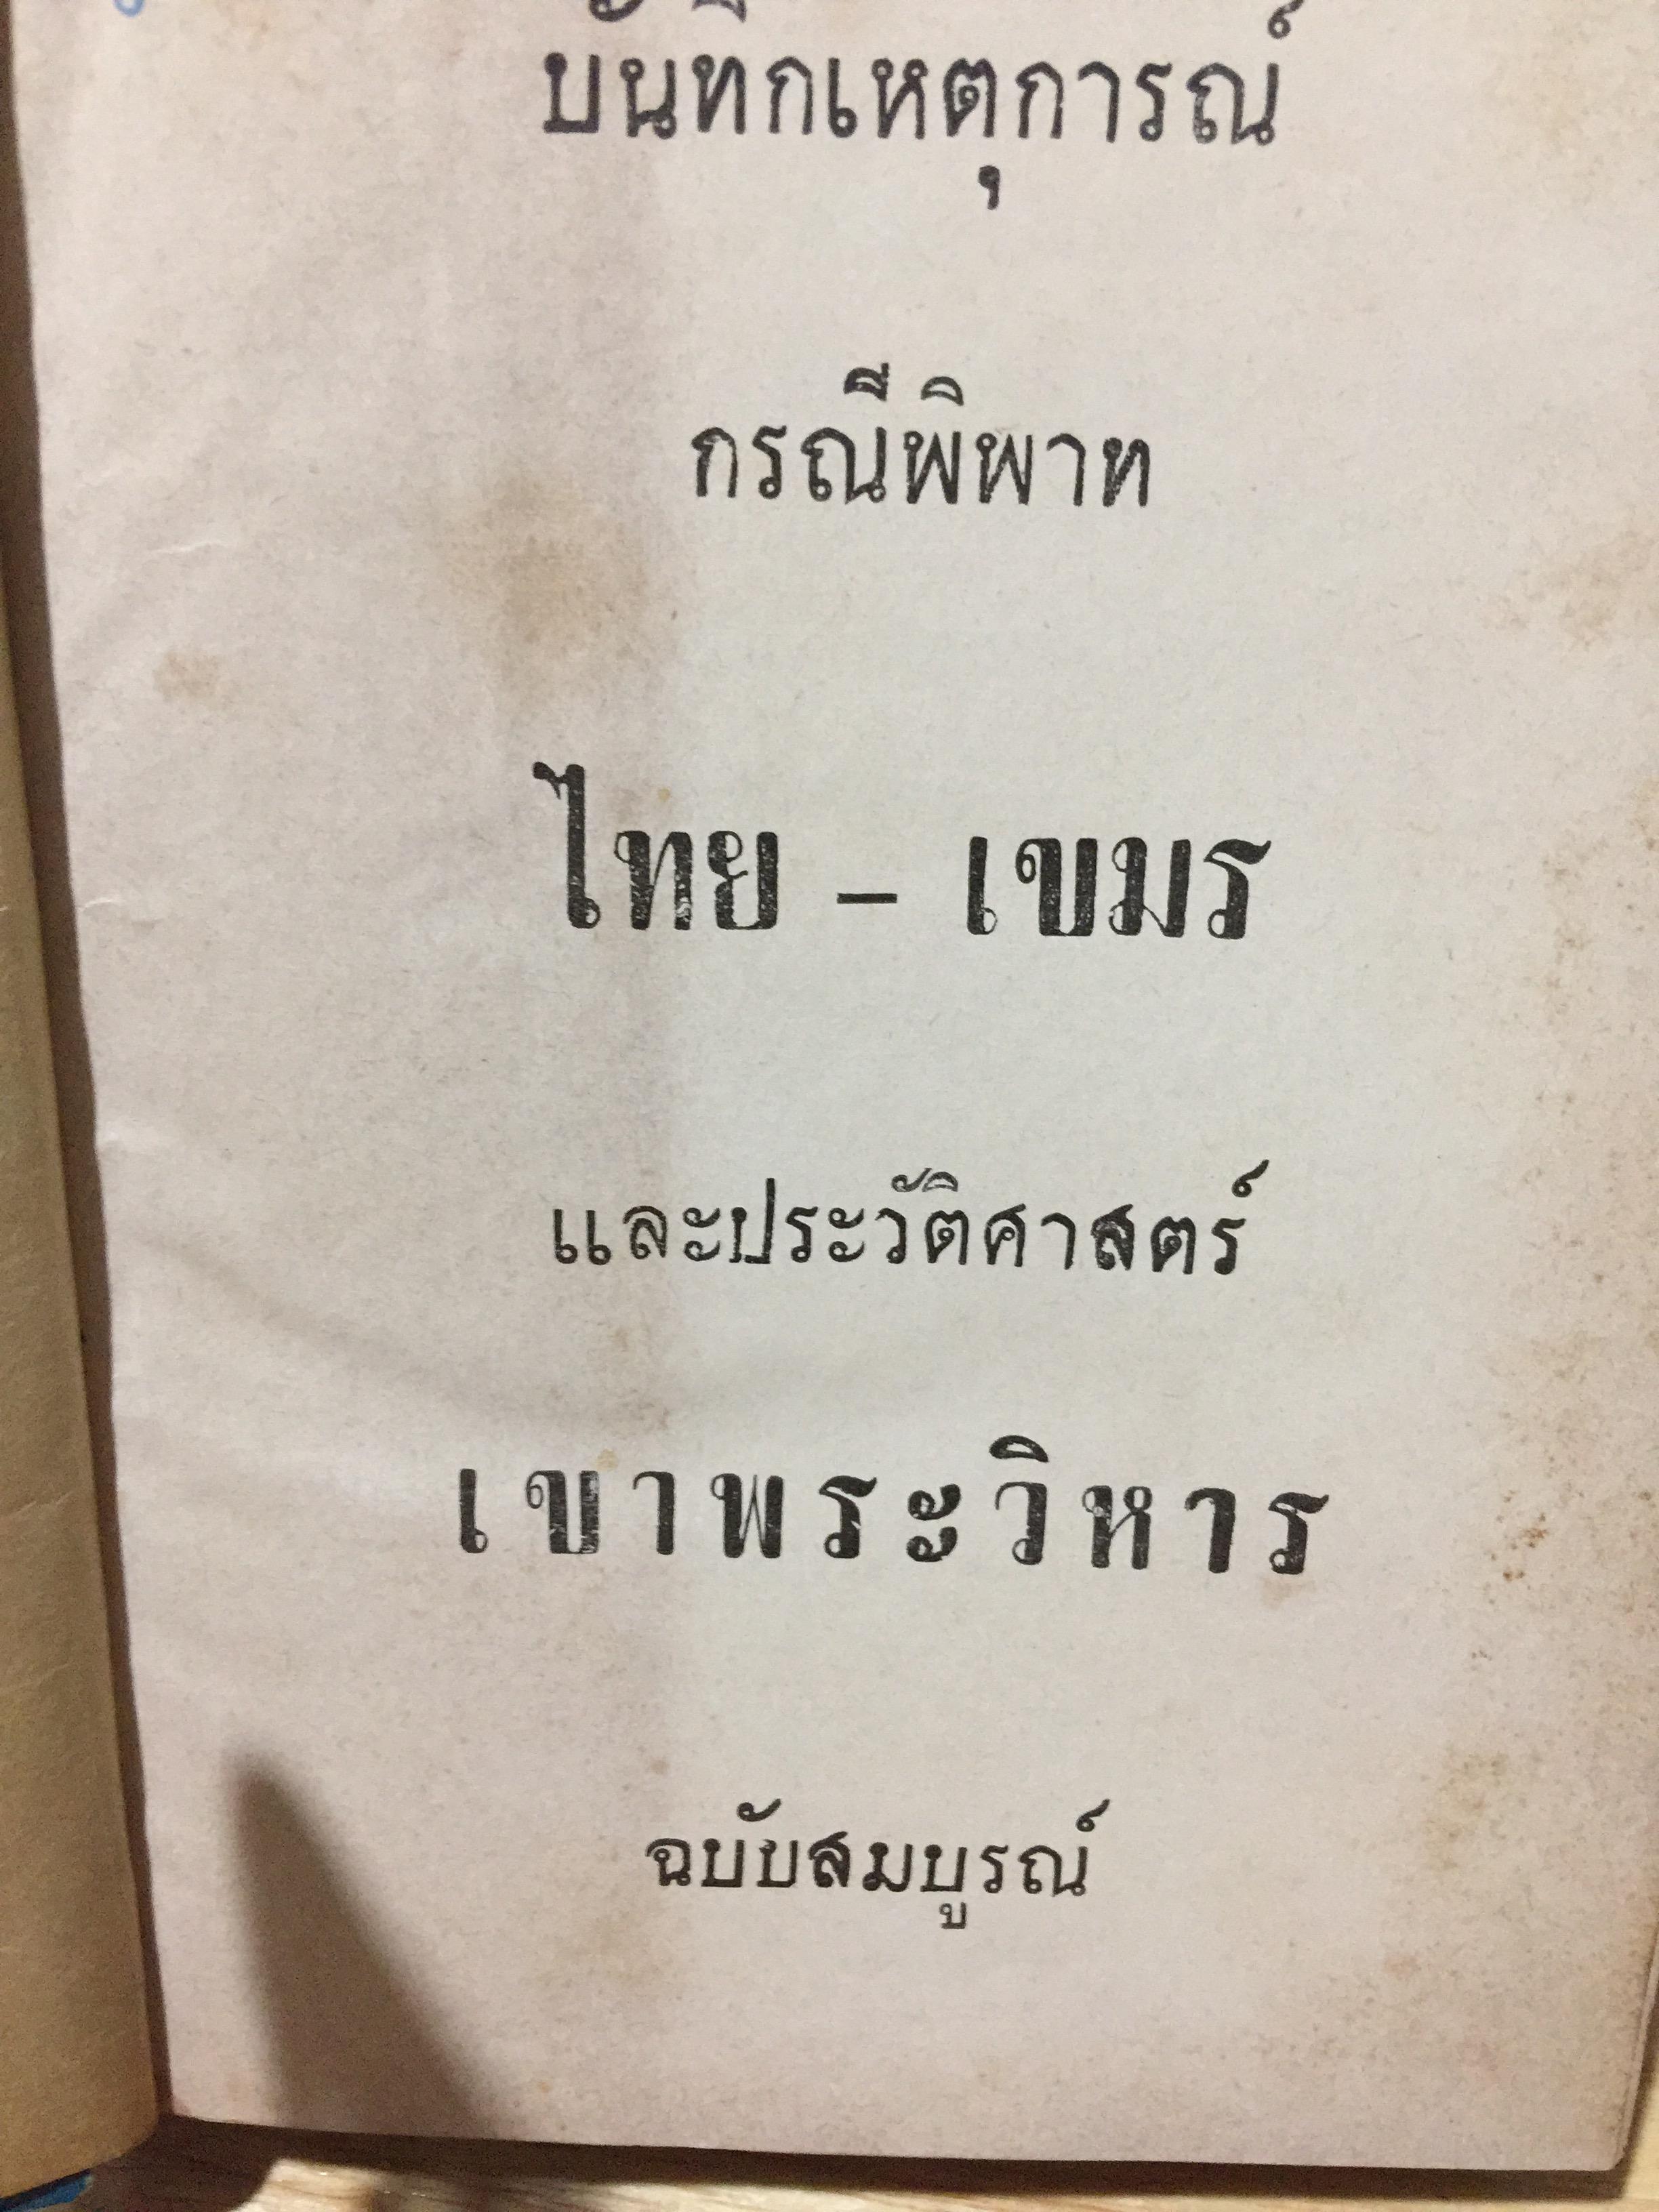 บันทึกเหตุการณ์
กรณีพิพาท
ไทย – เขมร
และประวัติศาสตร์
เขาพระวิหาร
ฉบับสมบูรณ์